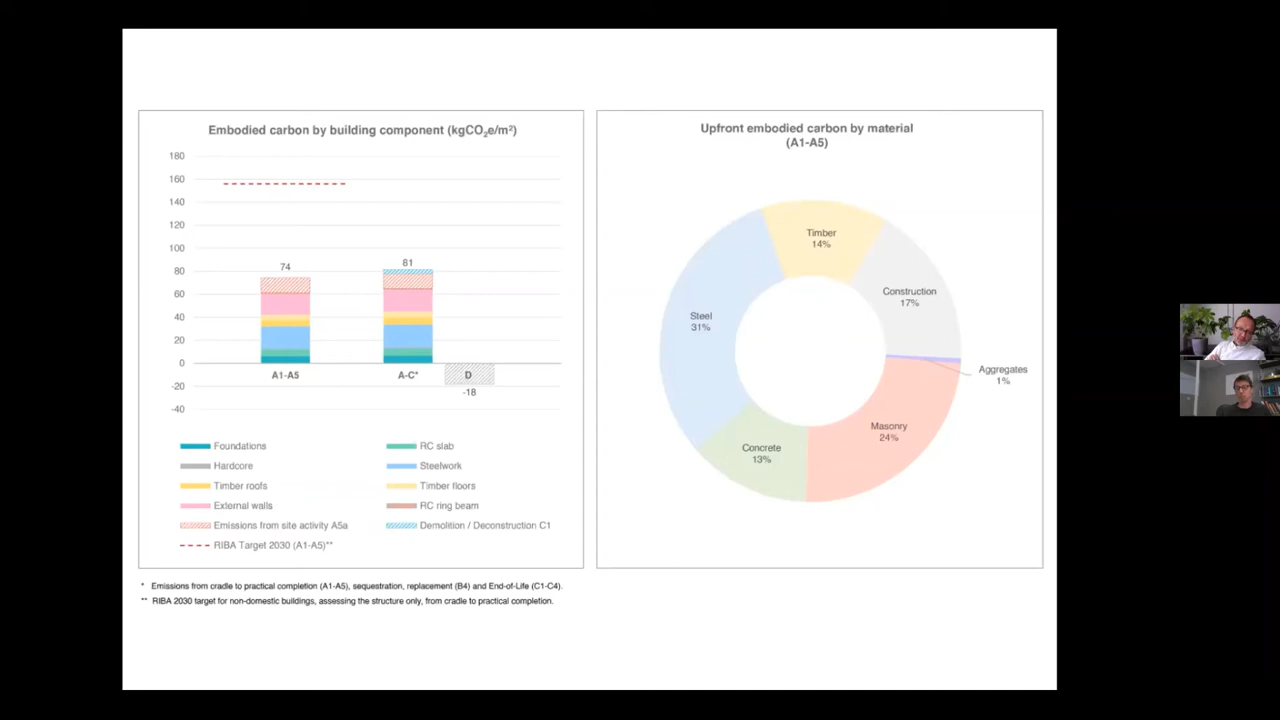 Embodied carbon by building component (kgCO₂e/m²)
180
160
140
120
100
80
60
40
20
0
-20
-40
74
81
A1-A5
A-C*
D
-18
Foundations
RC slab
Hardcore
Steelwork
Timber roofs
Timber floors
External walls
RC ring beam
Emissions from site activity A5a
Demolition / Deconstruction C1
RIBA Target 2030 (A1-A5)**
* Emissions from cradle to practical completion (A1-A5), sequestration, replacement (B4) and End-of-Life (C1-C4).
** RIBA 2030 target for non-domestic buildings, assessing the structure only, from cradle to practical completion.
Upfront embodied carbon by material
(A1-A5)
Timber
14%
Construction
17%
Steel
31%
Aggregates
1%
Masonry
24%
Concrete
13%